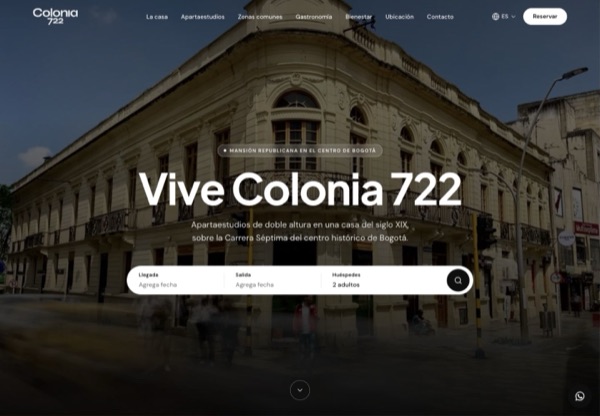 Colonia
722
La casa
Apartaestudios
Zonas comunes
Gastronomía
Bienestar
Ubicación
Contacto
ES
Reservar
MANSIÓN REPUBLICANA EN EL CENTRO DE BOGOTÁ
Vive Colonia 722
Apartaestudios de doble altura en una casa del siglo XIX,
sobre la Carrera Séptima del centro histórico de Bogotá.
Llegada
Agrega fecha
Salida
Agrega fecha
Huéspedes
2 adultos